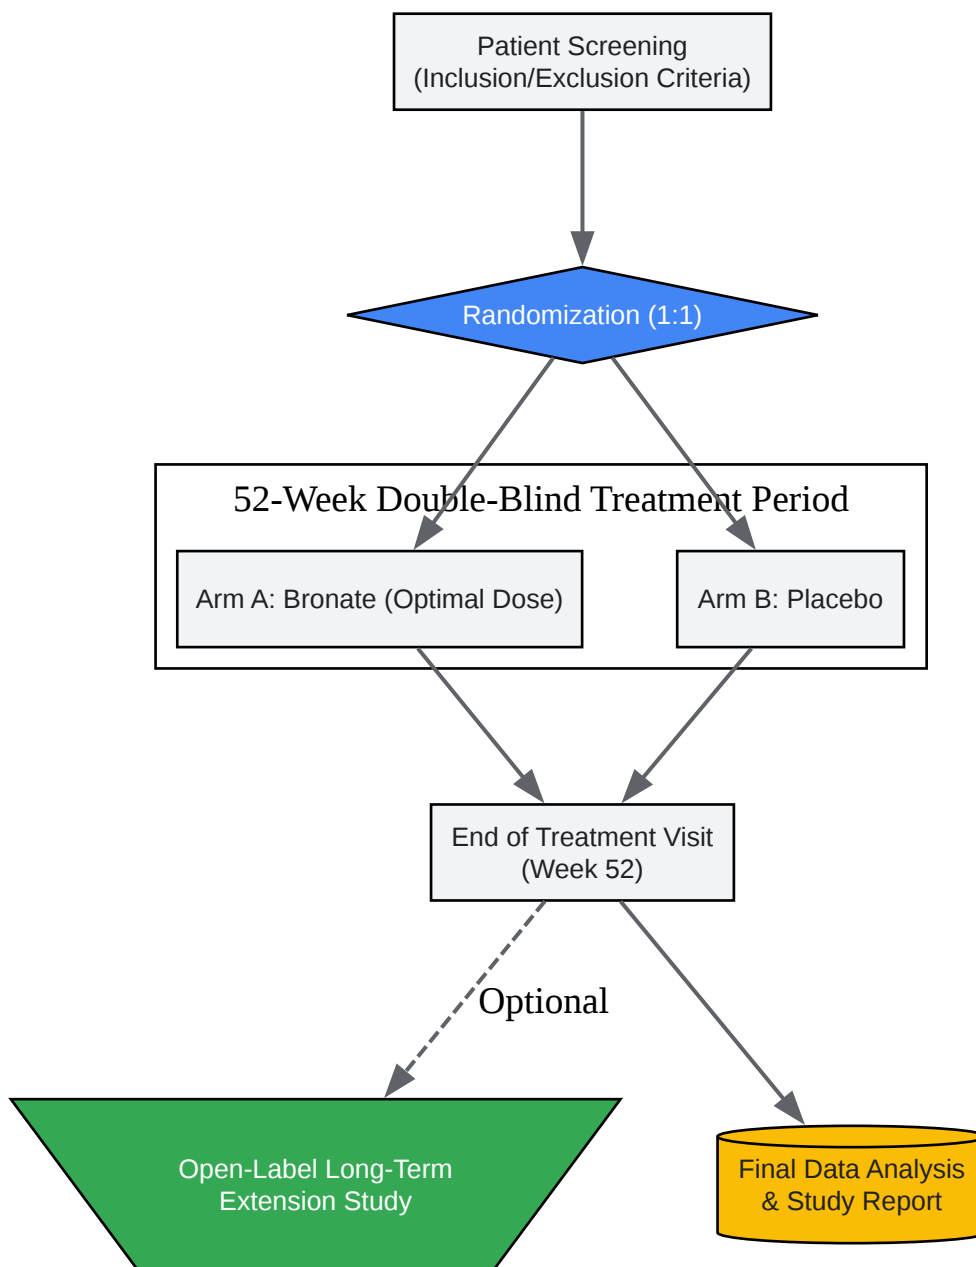 Patient Screening
(Inclusion/Exclusion Criteria)
Randomization (1:1)
52-Week Double-Blind Treatment Period
Arm A: Bronate (Optimal Dose)
Arm B: Placebo
End of Treatment Visit
(Week 52)
Optional
Open-Label Long-Term
Extension Study
Final Data Analysis
& Study Report